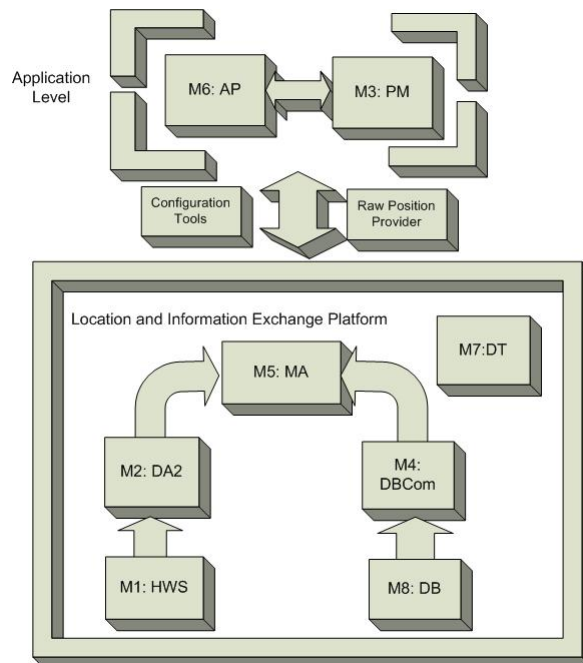 Application
Level
M6: AP
M3: PM
Configuration
Tools
Raw Position
Provider
Location and Information Exchange Platform
M5: MA
M7:DT
M2: DA2
M4:
DBCom
M1: HWS
M8: DB